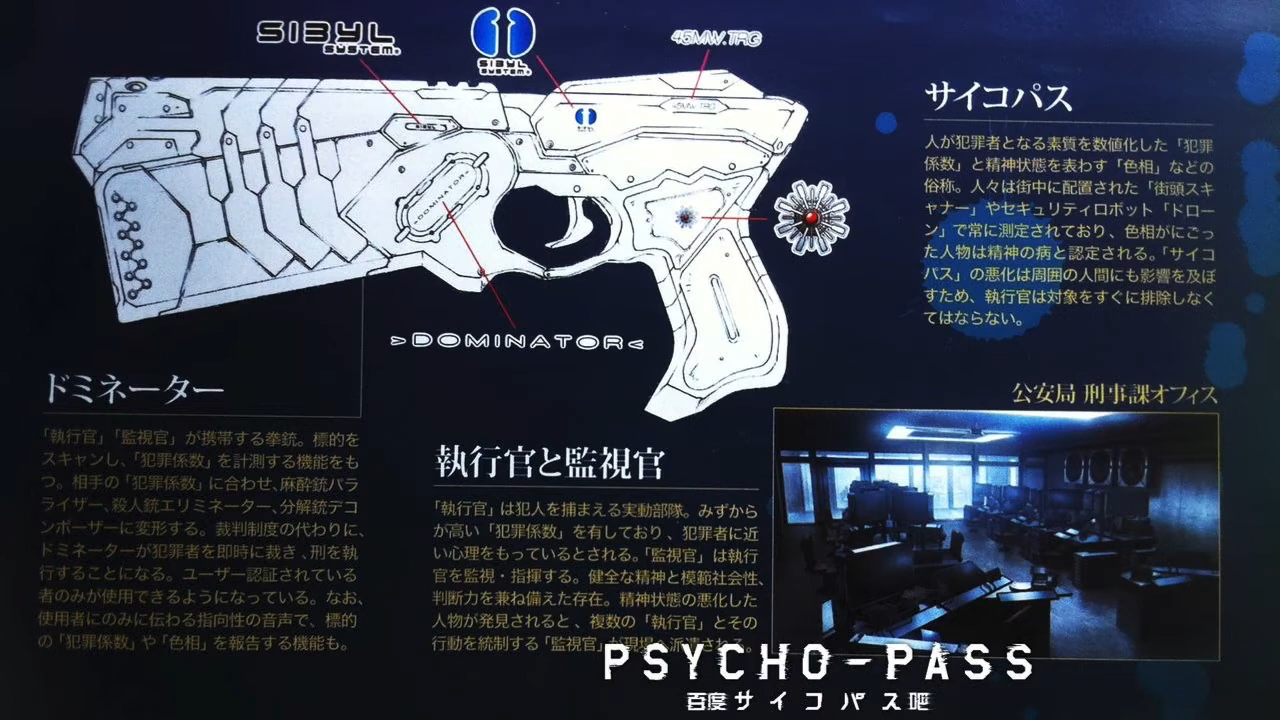 SIBYL
SYSTEM®
SIBYL
SYSTEM®
45MW.TRG
SIBYL
45MW.TRG
DOMINATOR
>DOMINATOR<
サイコパス
人が犯罪者となる素質を数値化した「犯罪
係数」と精神状態を表わす「色相」などの
俗称。人々は街中に配置された「街頭スキ
ャナー」やセキュリティロボット「ドロー
ン」で常に測定されており、色相がにごっ
た人物は精神の病と認定される。「サイコ
パス」の悪化は周囲の人間にも影響を及ぼ
すため、執行官は対象をすぐに排除しなく
てはならない。
ドミネーター
「執行官」「監視官」が携帯する拳銃。標的を
スキャンし、「犯罪係数」を計測する機能をも
つ。相手の「犯罪係数」に合わせ、麻酔銃パラ
ライザー、殺人銃エリミネーター、分解銃デコ
ンポーザーに変形する。裁判制度の代わりに、
ドミネーターが犯罪者を即時に裁き、刑を執
行することになる。ユーザー認証されている
者のみが使用できるようになっている。なお、
使用者にのみに伝わる指向性の音声で、標的
の「犯罪係数」や「色相」を報告する機能も。
執行官と監視官
「執行官」は犯人を捕まえる実動部隊。みずから
が高い「犯罪係数」を有しており、犯罪者に近
い心理をもっているとされる。「監視官」は執行
官を監視・指揮する。健全な精神と模範社会性、
判断力を兼ね備えた存在。精神状態の悪化した
人物が発見されると、複数の「執行官」とその
行動を統制する「監視官」が現場へ派遣される。
公安局 刑事課オフィス
PSYCHO-PASS
百度サイコパス吧